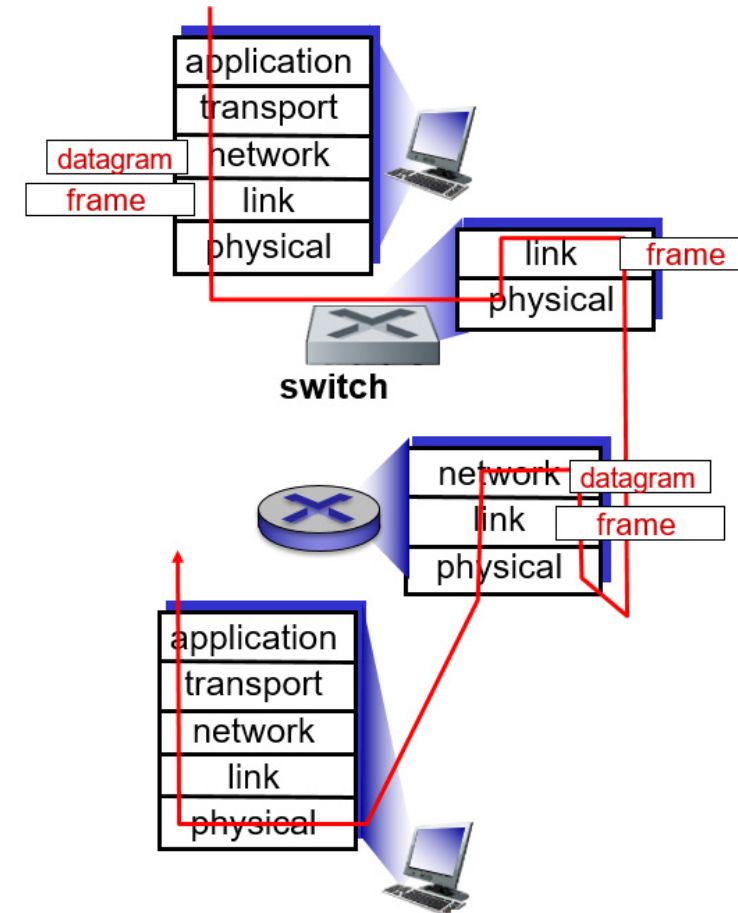 application
transport
datagram network
frame link
physical
link frame
physical
switch
network datagram
link frame
physical
application
transport
network
link
physical